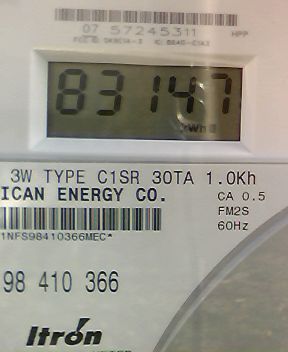 07 57245311 HPP
83147
kWh
3W TYPE C1SR 30TA 1.0Kh
ICAN ENERGY CO. CA 0.5
FM2S
60Hz
1NFS98410366MEC*
98 410 366
Itron